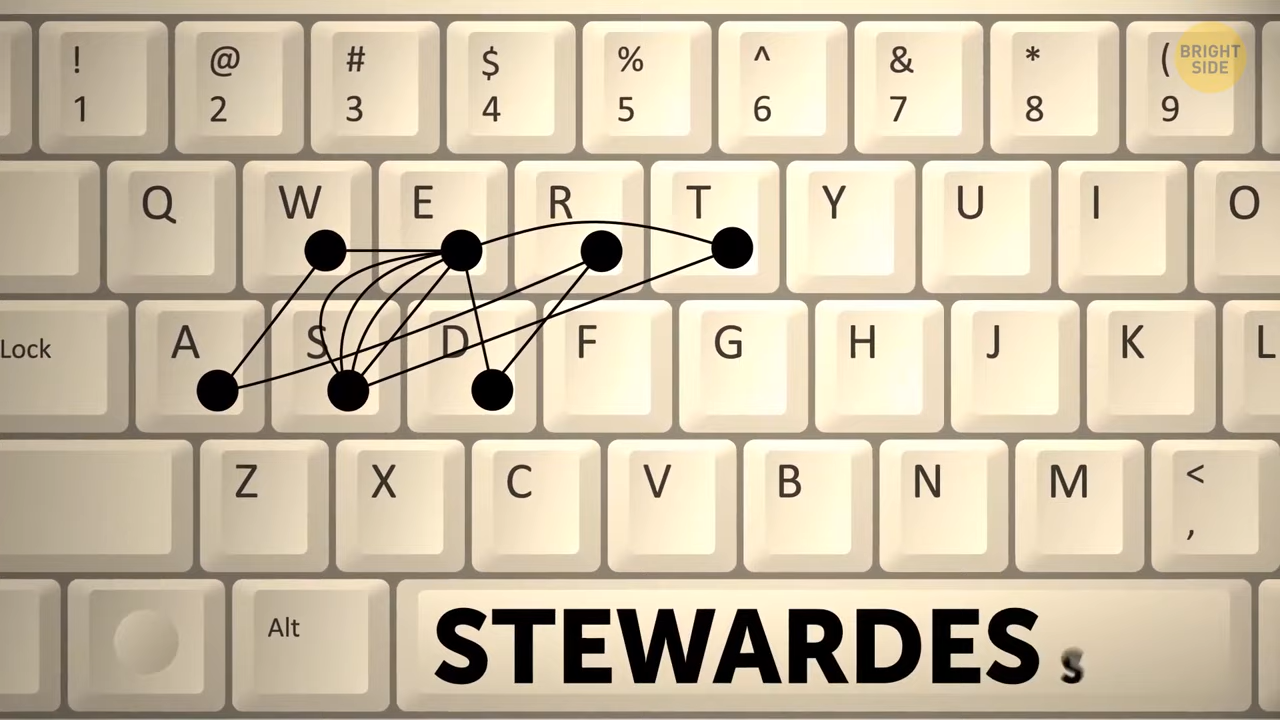 ! @ # $ % ^ & * (
1 2 3 4 5 6 7 8 9
BRIGHT
SIDE
Q W E R T Y U I O
Lock A S D F G H J K L
Z X C V B N M <
,
Alt
STEWARDES s